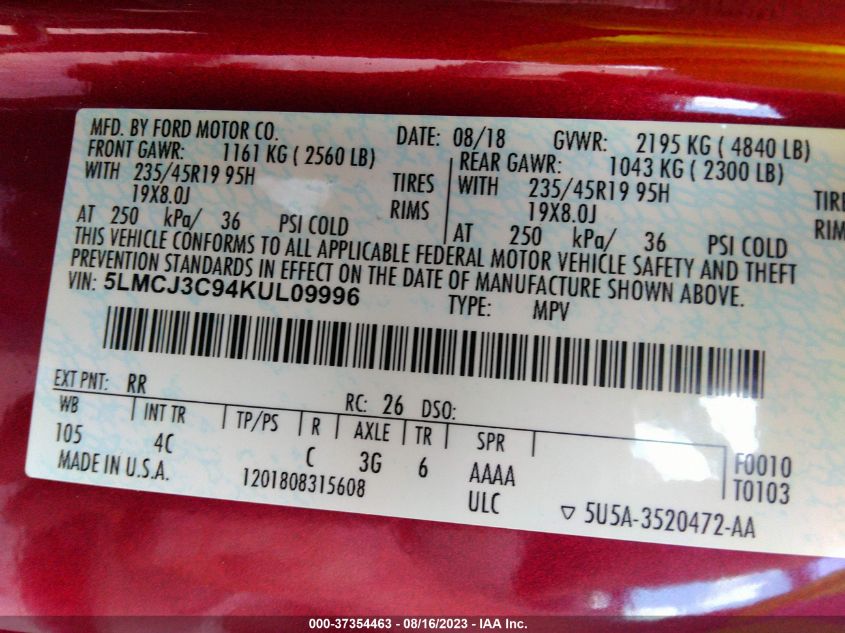 MFD. BY FORD MOTOR CO. DATE: 08/18 GVWR: 2195 KG ( 4840 LB)
FRONT GAWR: 1161 KG ( 2560 LB) REAR GAWR: 1043 KG ( 2300 LB)
WITH 235/45R19 95H TIRES WITH 235/45R19 95H TIRE
19X8.0J RIMS 19X8.0J RIM
AT 250 kPa/ 36 PSI COLD AT 250 kPa/ 36 PSI COLD
THIS VEHICLE CONFORMS TO ALL APPLICABLE FEDERAL MOTOR VEHICLE SAFETY AND THEFT
PREVENTION STANDARDS IN EFFECT ON THE DATE OF MANUFACTURE SHOWN ABOVE.
VIN: 5LMCJ3C94KUL09996 TYPE: MPV
EXT PNT: RR RC: 26 DSO:
WB INT TR TP/PS R AXLE TR SPR
105 4C C 3G 6 AAAA F0010
MADE IN U.S.A. 1201808315608 ULC T0103
▽ 5U5A-3520472-AA
000-37354463 - 08/16/2023 - IAA Inc.